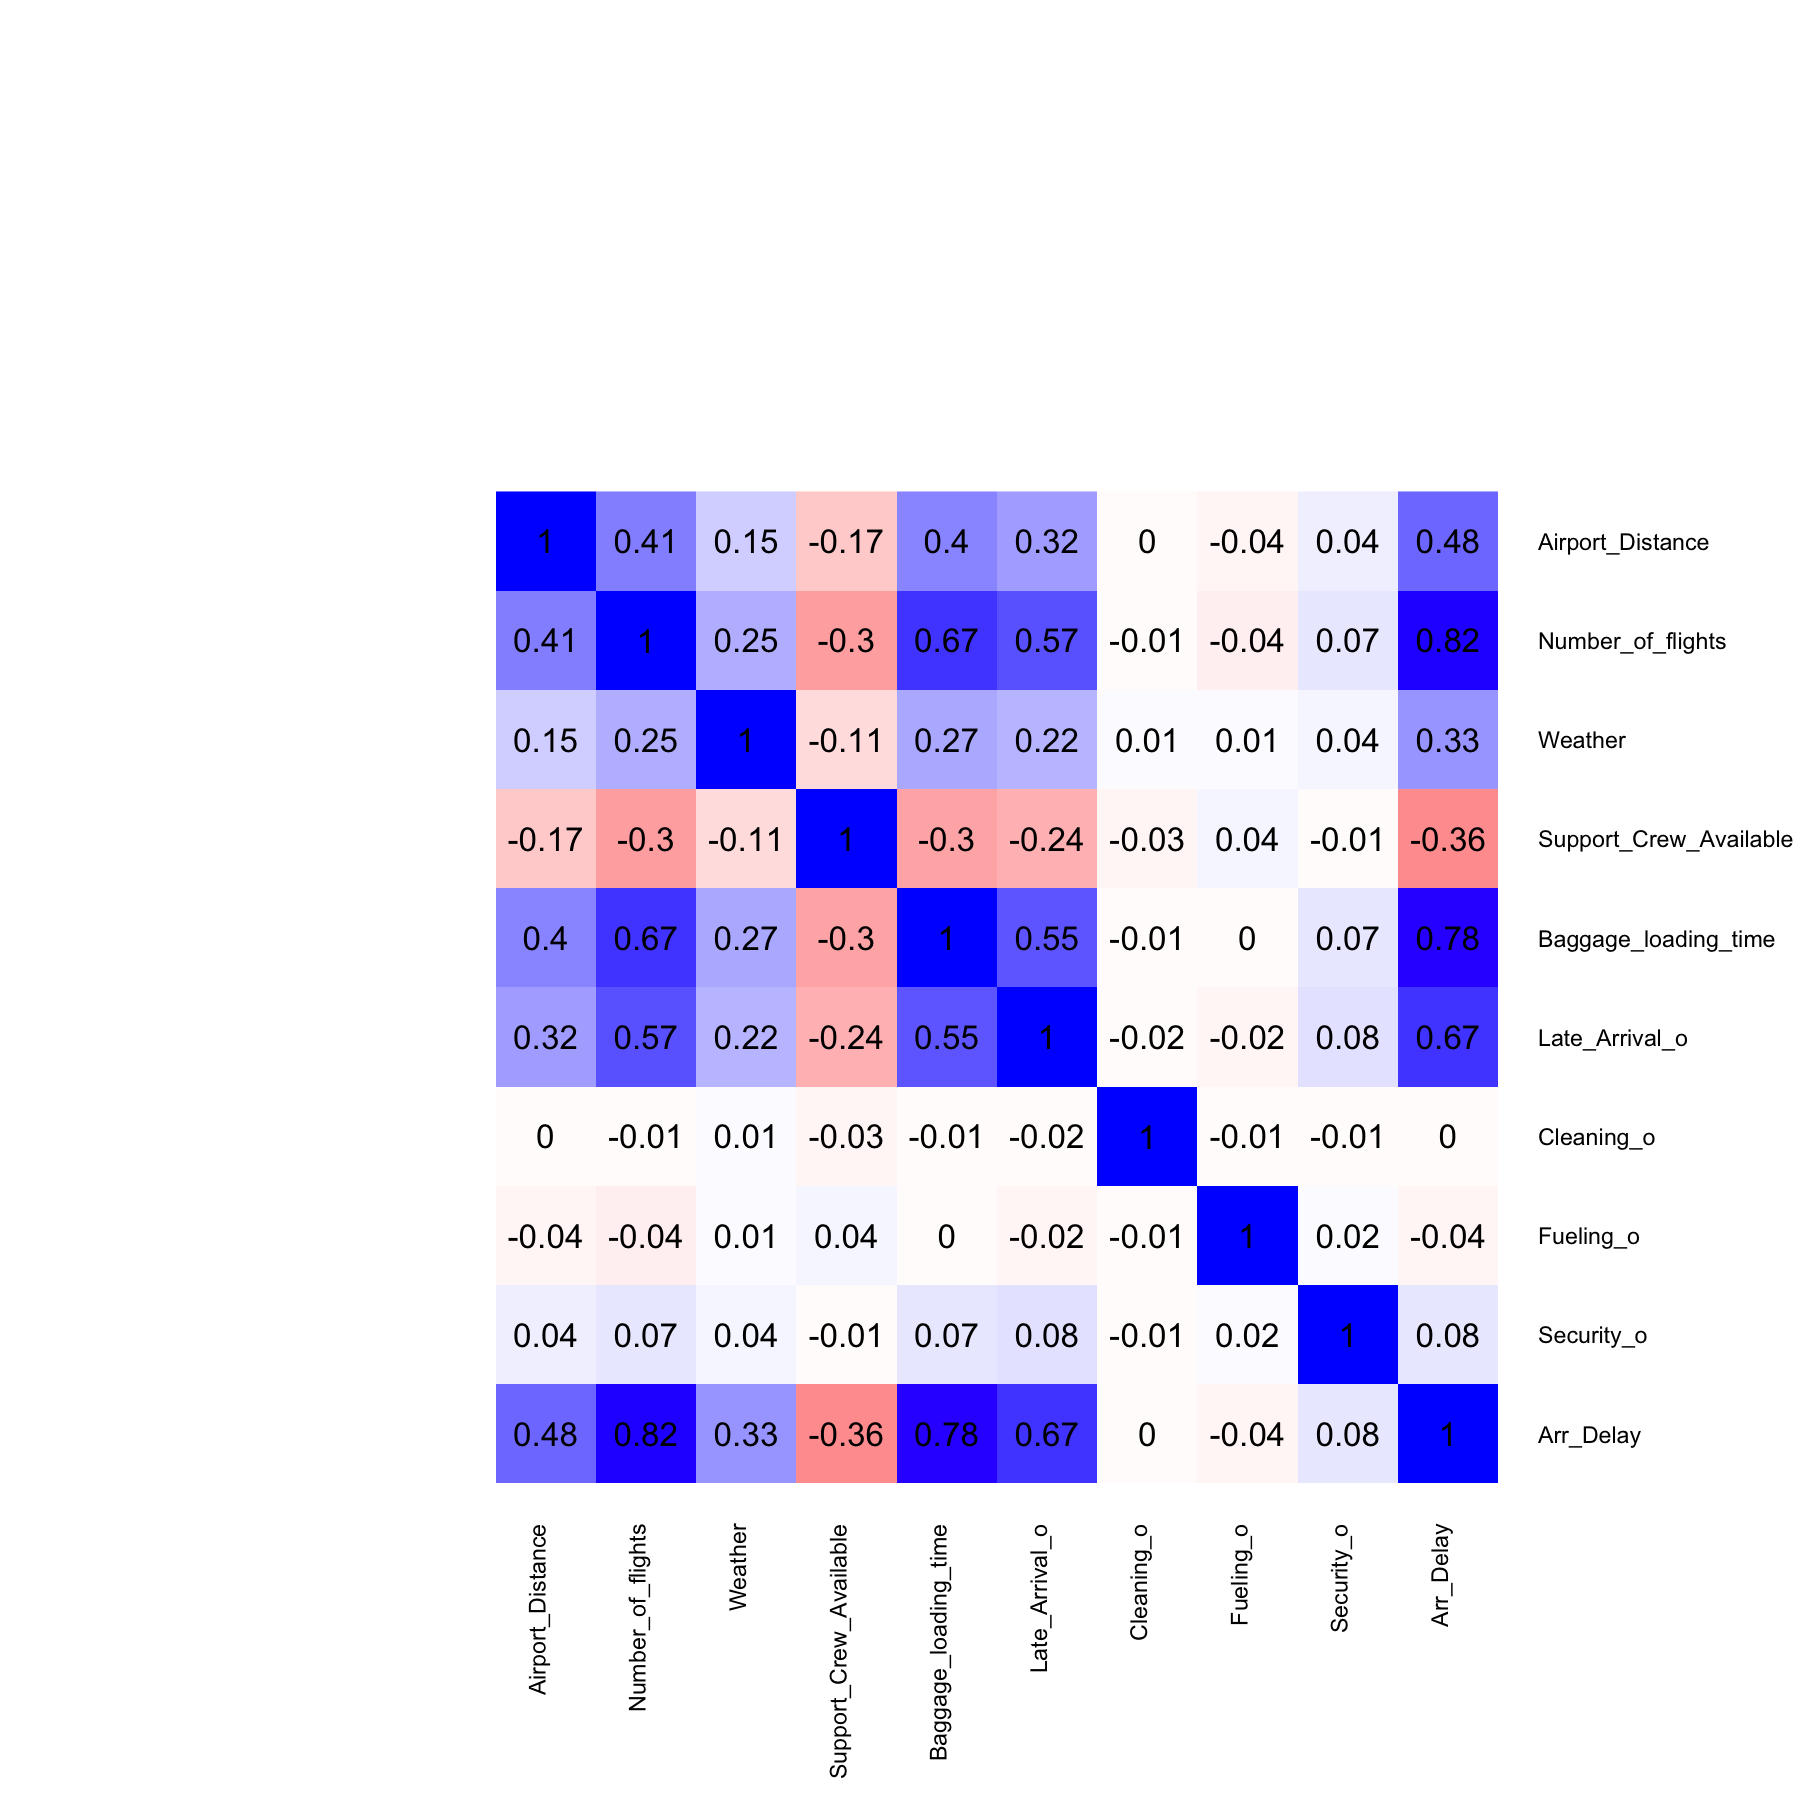 1 0.41 0.15 -0.17 0.4 0.32 0 -0.04 0.04 0.48 Airport_Distance
0.41 1 0.25 -0.3 0.67 0.57 -0.01 -0.04 0.07 0.82 Number_of_flights
0.15 0.25 1 -0.11 0.27 0.22 0.01 0.01 0.04 0.33 Weather
-0.17 -0.3 -0.11 1 -0.3 -0.24 -0.03 0.04 -0.01 -0.36 Support_Crew_Available
0.4 0.67 0.27 -0.3 1 0.55 -0.01 0 0.07 0.78 Baggage_loading_time
0.32 0.57 0.22 -0.24 0.55 1 -0.02 -0.02 0.08 0.67 Late_Arrival_o
0 -0.01 0.01 -0.03 -0.01 -0.02 1 -0.01 -0.01 0 Cleaning_o
-0.04 -0.04 0.01 0.04 0 -0.02 -0.01 1 0.02 -0.04 Fueling_o
0.04 0.07 0.04 -0.01 0.07 0.08 -0.01 0.02 1 0.08 Security_o
0.48 0.82 0.33 -0.36 0.78 0.67 0 -0.04 0.08 1 Arr_Delay
Airport_Distance
Number_of_flights
Weather
Support_Crew_Available
Baggage_loading_time
Late_Arrival_o
Cleaning_o
Fueling_o
Security_o
Arr_Delay